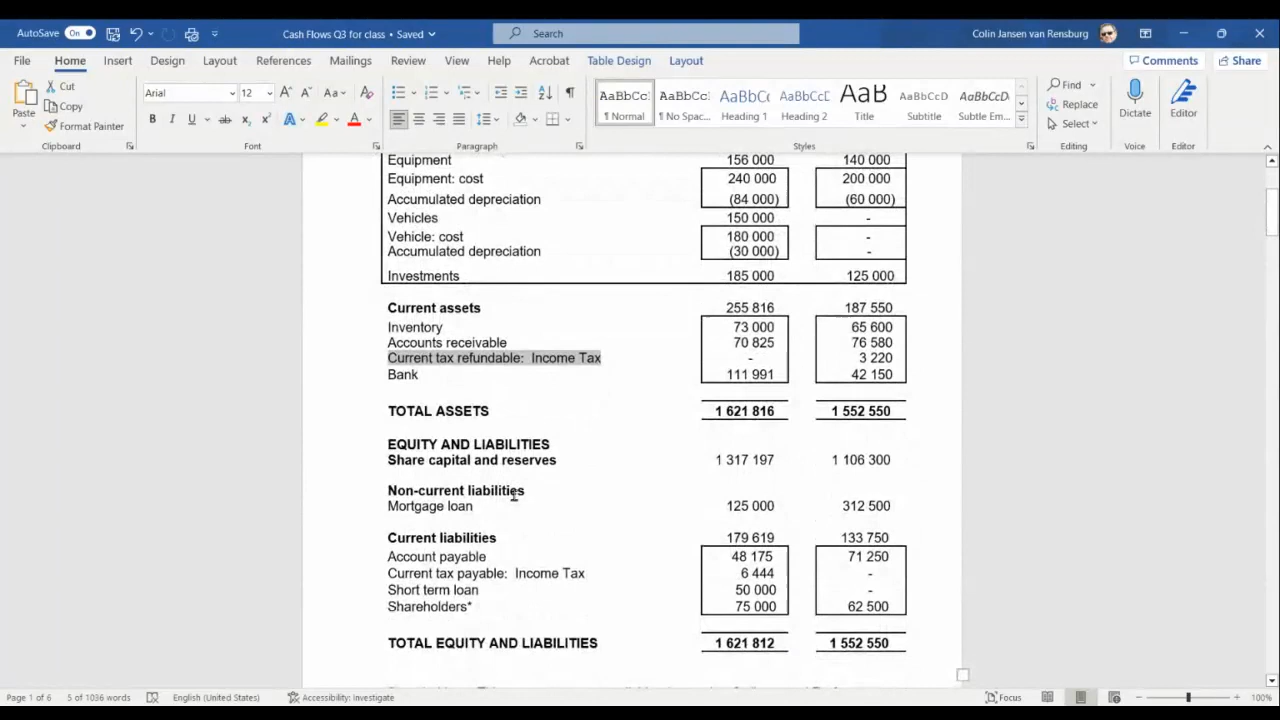 AutoSave On Cash Flows Q3 for class • Saved Search Colin Jansen van Rensburg
File Home Insert Design Layout References Mailings Review View Help Acrobat Table Design Layout Comments Share
Paste Cut Copy Format Painter
Arial 12 Aa
B I U
AaBbCc AaBbCc AaBbCc AaBbCcD AaB AaBbCcD AaBbCcD
¶ Normal ¶ No Spac... Heading 1 Heading 2 Title Subtitle Subtle Em...
Find Replace Select Dictate Editor
Clipboard Font Paragraph Styles Editing Voice Editor
Equipment 156 000 140 000
Equipment: cost 240 000 200 000
Accumulated depreciation (84 000) (60 000)
Vehicles 150 000 -
Vehicle: cost 180 000 -
Accumulated depreciation (30 000) -
Investments 185 000 125 000
Current assets 255 816 187 550
Inventory 73 000 65 600
Accounts receivable 70 825 76 580
Current tax refundable: Income Tax - 3 220
Bank 111 991 42 150
TOTAL ASSETS 1 621 816 1 552 550
EQUITY AND LIABILITIES
Share capital and reserves 1 317 197 1 106 300
Non-current liabilities
Mortgage loan 125 000 312 500
Current liabilities 179 619 133 750
Account payable 48 175 71 250
Current tax payable: Income Tax 6 444 -
Short term loan 50 000 -
Shareholders* 75 000 62 500
TOTAL EQUITY AND LIABILITIES 1 621 812 1 552 550
Page 1 of 6 5 of 1036 words English (United States) Accessibility: Investigate Focus 100%